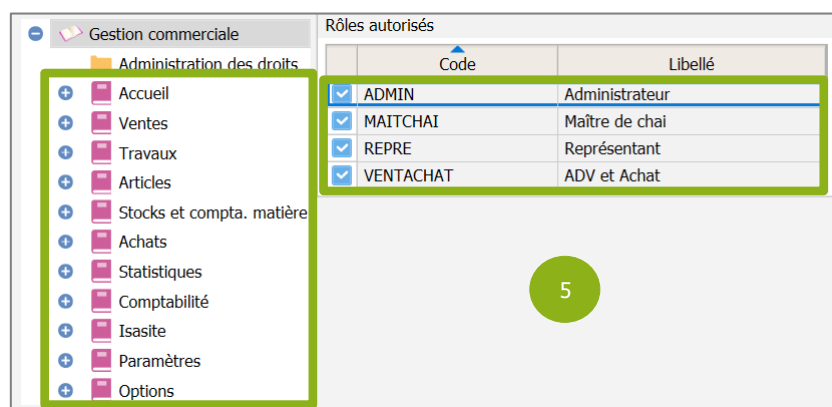 Gestion commerciale
Administration des droits
Accueil
Ventes
Travaux
Articles
Stocks et compta. matière
Achats
Statistiques
Comptabilité
Isasite
Paramètres
Options
Rôles autorisés
Code Libellé
ADMIN Administrateur
MAITCHAI Maître de chai
REPRE Représentant
VENTACHAT ADV et Achat
5